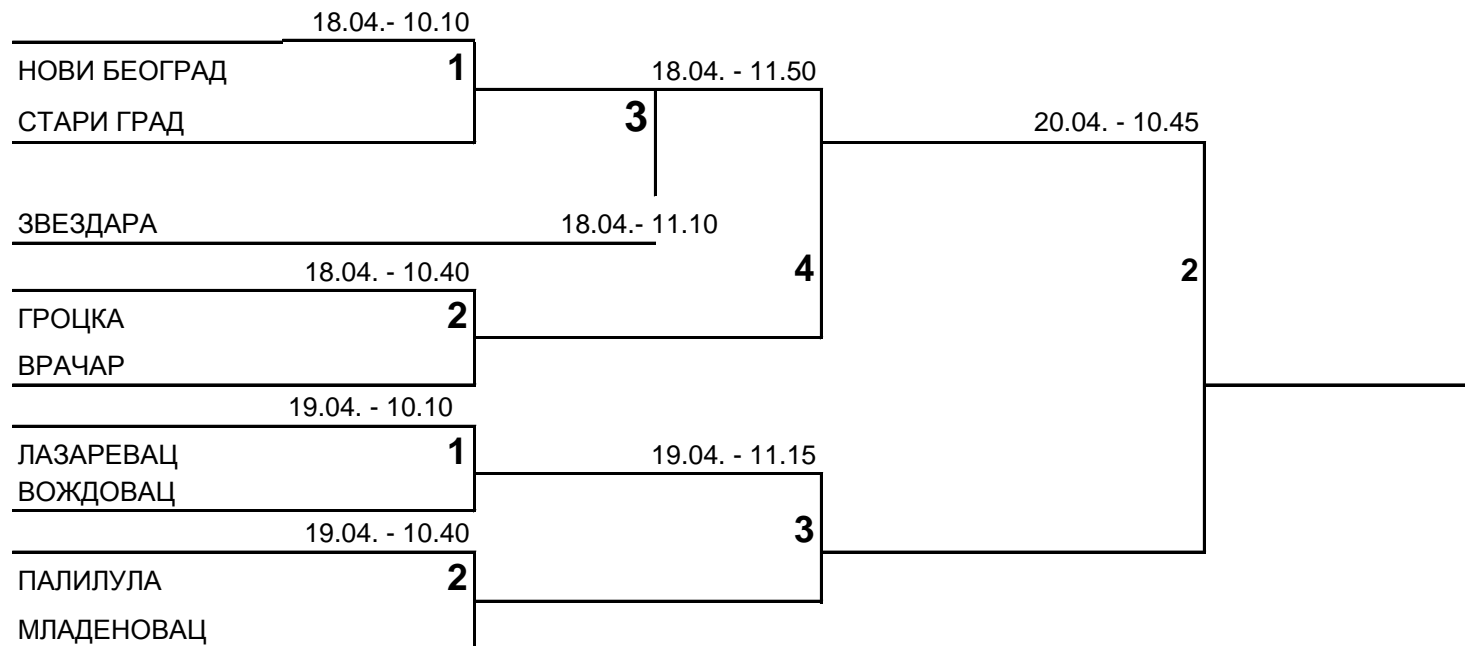 18.04.- 10.10
НОВИ БЕОГРАД 1 18.04. - 11.50
СТАРИ ГРАД 3 20.04. - 10.45
ЗВЕЗДАРА 18.04.- 11.10
18.04. - 10.40 4 2
ГРОЦКА 2
ВРАЧАР
19.04. - 10.10
ЛАЗАРЕВАЦ 1 19.04. - 11.15
ВОЖДОВАЦ
19.04. - 10.40 3
ПАЛИЛУЛА 2
МЛАДЕНОВАЦ